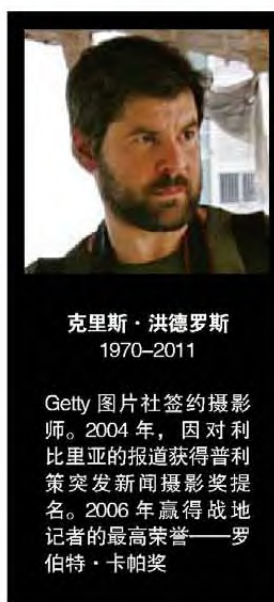 克里斯·洪德罗斯
1970–2011
Getty 图片社签约摄影
师。2004 年，因对利
比里亚的报道获得普利
策突发新闻摄影奖提
名。2006 年赢得战地
记者的最高荣誉——罗
伯特·卡帕奖